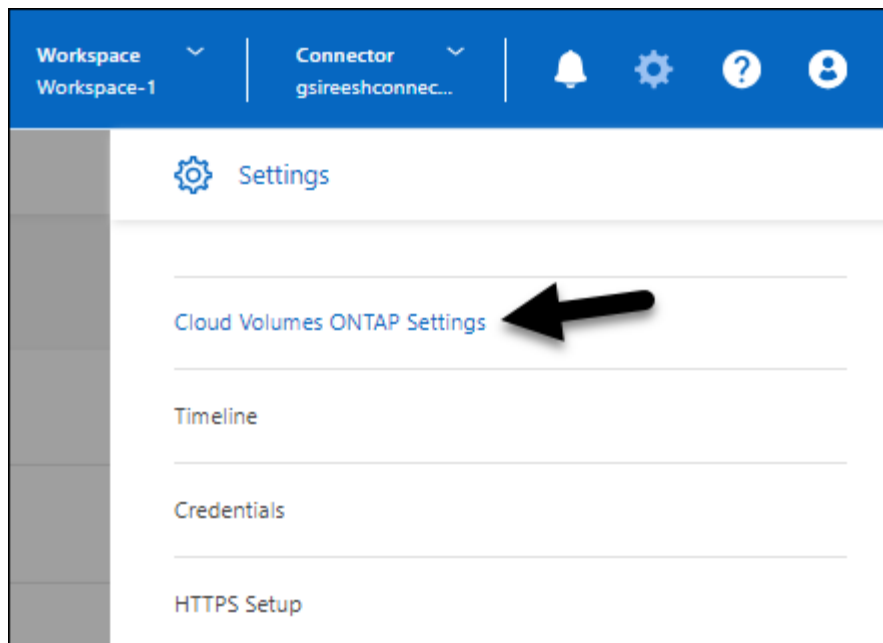 Workspace
Workspace-1
Connector
gsireeshconnec...
Settings
Cloud Volumes ONTAP Settings
Timeline
Credentials
HTTPS Setup